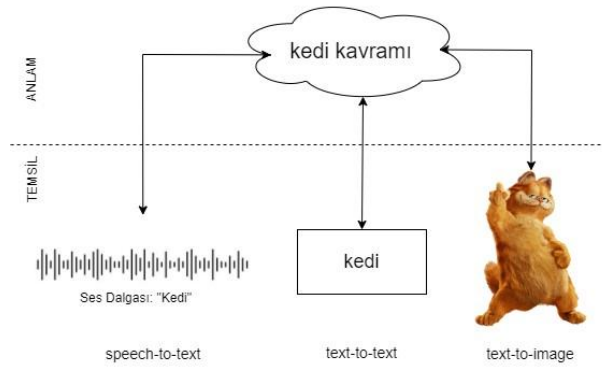 kedi kavramı
ANLAM
TEMSİL
kedi
Ses Dalgası: "Kedi"
speech-to-text
text-to-text
text-to-image